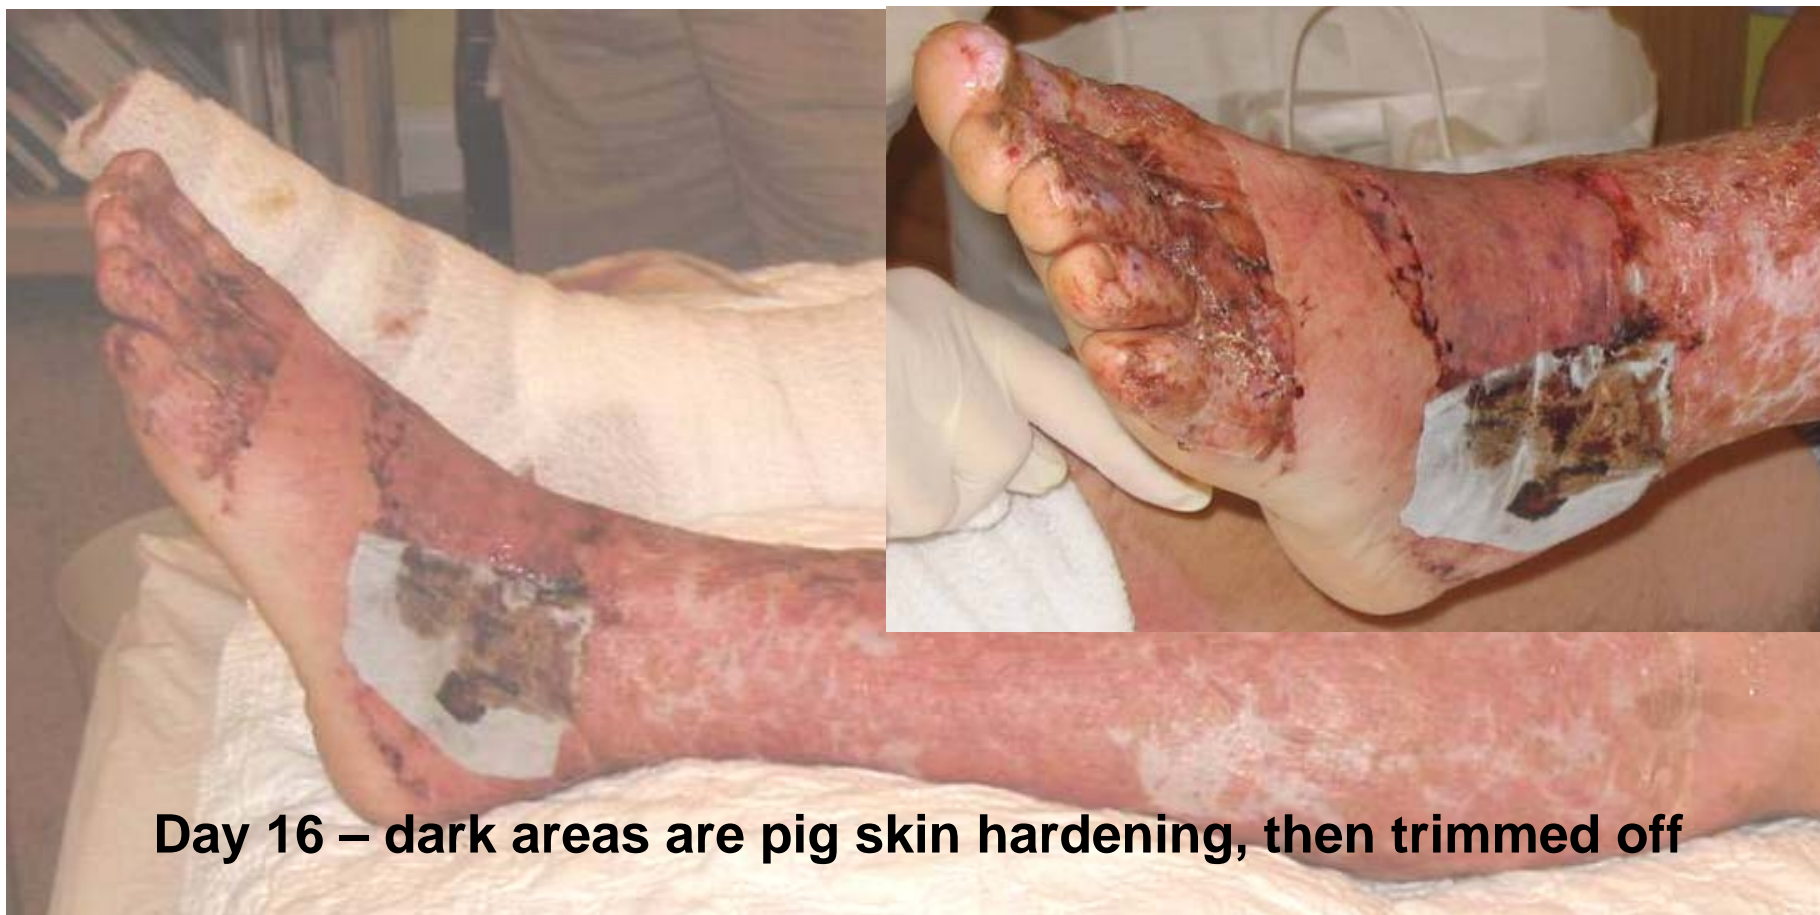 Day 16 – dark areas are pig skin hardening, then trimmed off